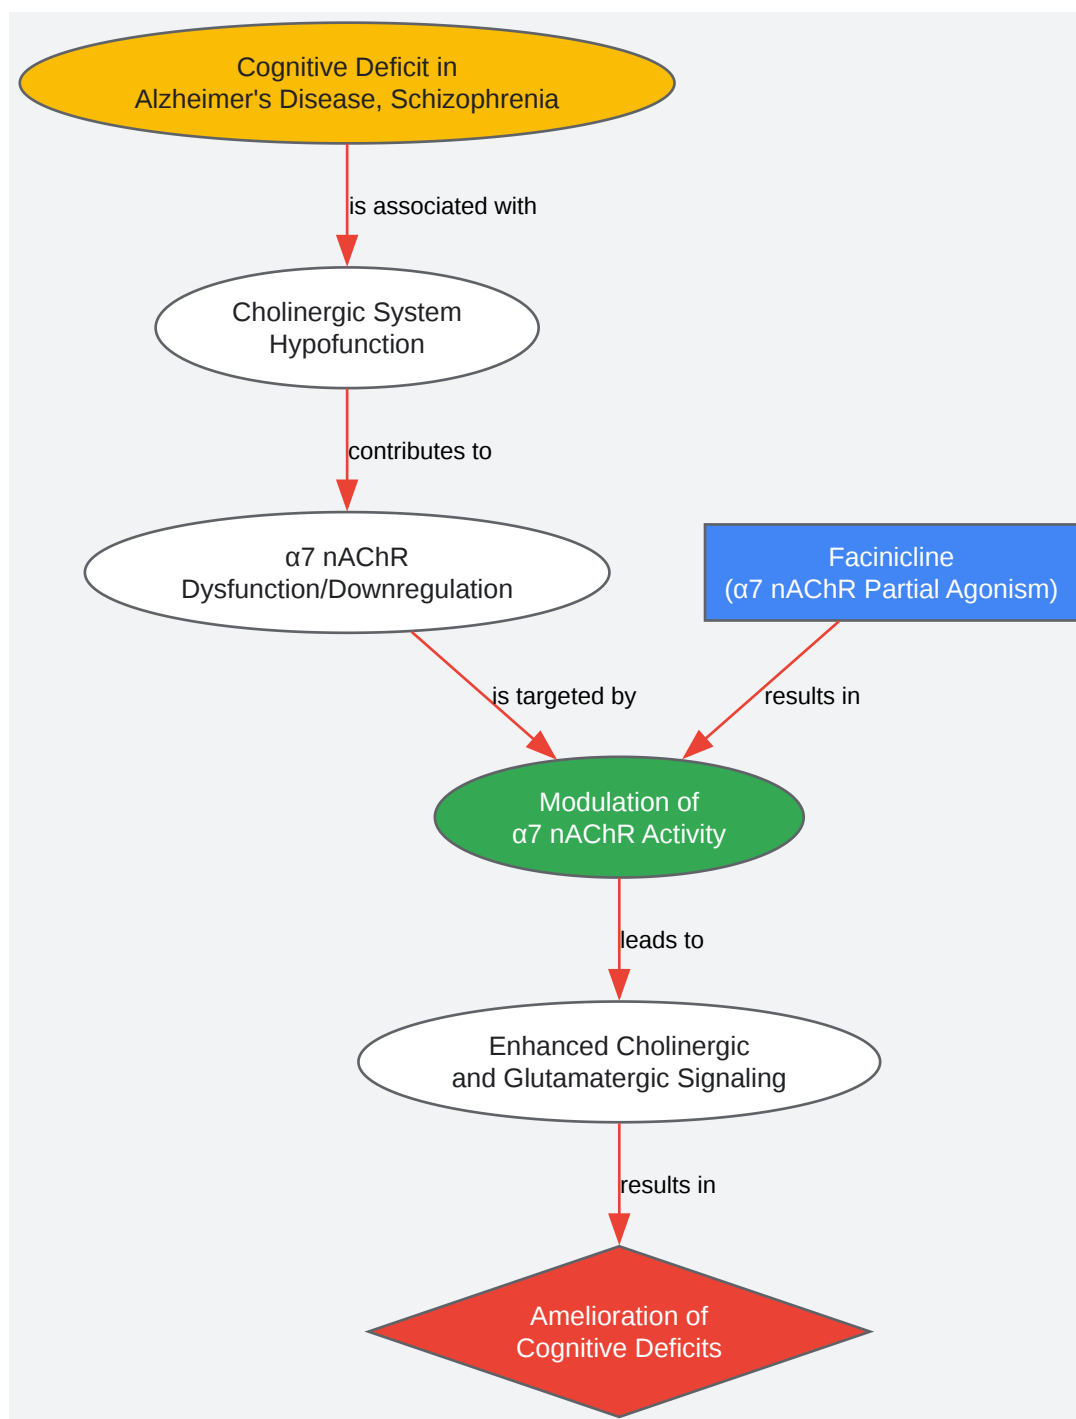 Cognitive Deficit in
Alzheimer's Disease, Schizophrenia
is associated with
Cholinergic System
Hypofunction
contributes to
α7 nAChR
Dysfunction/Downregulation
Facinicline
(α7 nAChR Partial Agonism)
is targeted by
results in
Modulation of
α7 nAChR Activity
leads to
Enhanced Cholinergic
and Glutamatergic Signaling
results in
Amelioration of
Cognitive Deficits